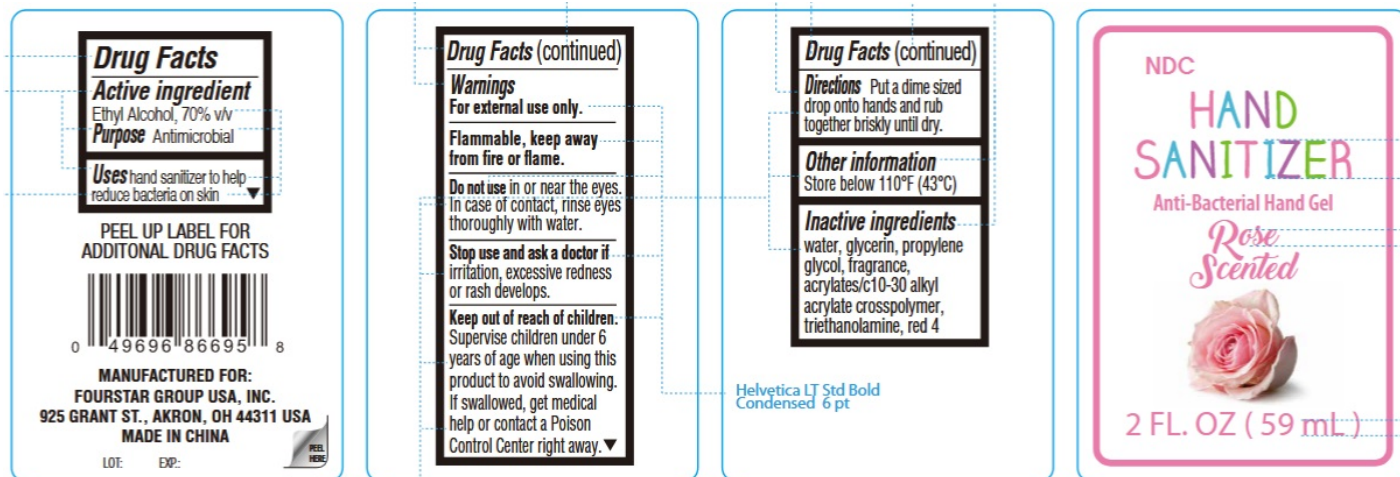 Drug Facts
Active ingredient
Ethyl Alcohol, 70% v/v
Purpose Antimicrobial
Uses hand sanitizer to help
reduce bacteria on skin ▼
PEEL UP LABEL FOR
ADDITONAL DRUG FACTS
0 49696 86695 8
MANUFACTURED FOR:
FOURSTAR GROUP USA, INC.
925 GRANT ST., AKRON, OH 44311 USA
MADE IN CHINA
LOT: EXP.:
PEEL
HERE
Drug Facts (continued)
Warnings
For external use only.
Flammable, keep away
from fire or flame.
Do not use in or near the eyes.
In case of contact, rinse eyes
thoroughly with water.
Stop use and ask a doctor if
irritation, excessive redness
or rash develops.
Keep out of reach of children.
Supervise children under 6
years of age when using this
product to avoid swallowing.
If swallowed, get medical
help or contact a Poison
Control Center right away. ▼
Drug Facts (continued)
Directions Put a dime sized
drop onto hands and rub
together briskly until dry.
Other information
Store below 110°F (43°C)
Inactive ingredients
water, glycerin, propylene
glycol, fragrance,
acrylates/c10-30 alkyl
acrylate crosspolymer,
triethanolamine, red 4
Helvetica LT Std Bold
Condensed 6 pt
NDC
HAND
SANITIZER
Anti-Bacterial Hand Gel
Rose
Scented
2 FL. OZ ( 59 mL )